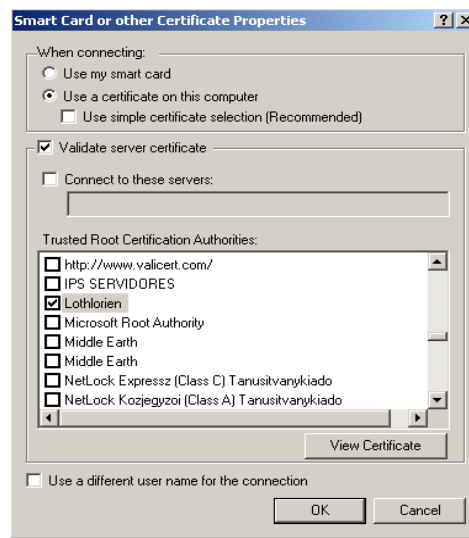 Smart Card or other Certificate Properties
When connecting:
Use my smart card
Use a certificate on this computer
Use simple certificate selection (Recommended)
Validate server certificate
Connect to these servers:
Trusted Root Certification Authorities:
http://www.valicert.com/
IPS SERVIDORES
Lothlorien
Microsoft Root Authority
Middle Earth
Middle Earth
NetLock Expressz (Class C) Tanusitvanykiado
NetLock Kozjegyzoi (Class A) Tanusitvanykiado
View Certificate
Use a different user name for the connection
OK Cancel